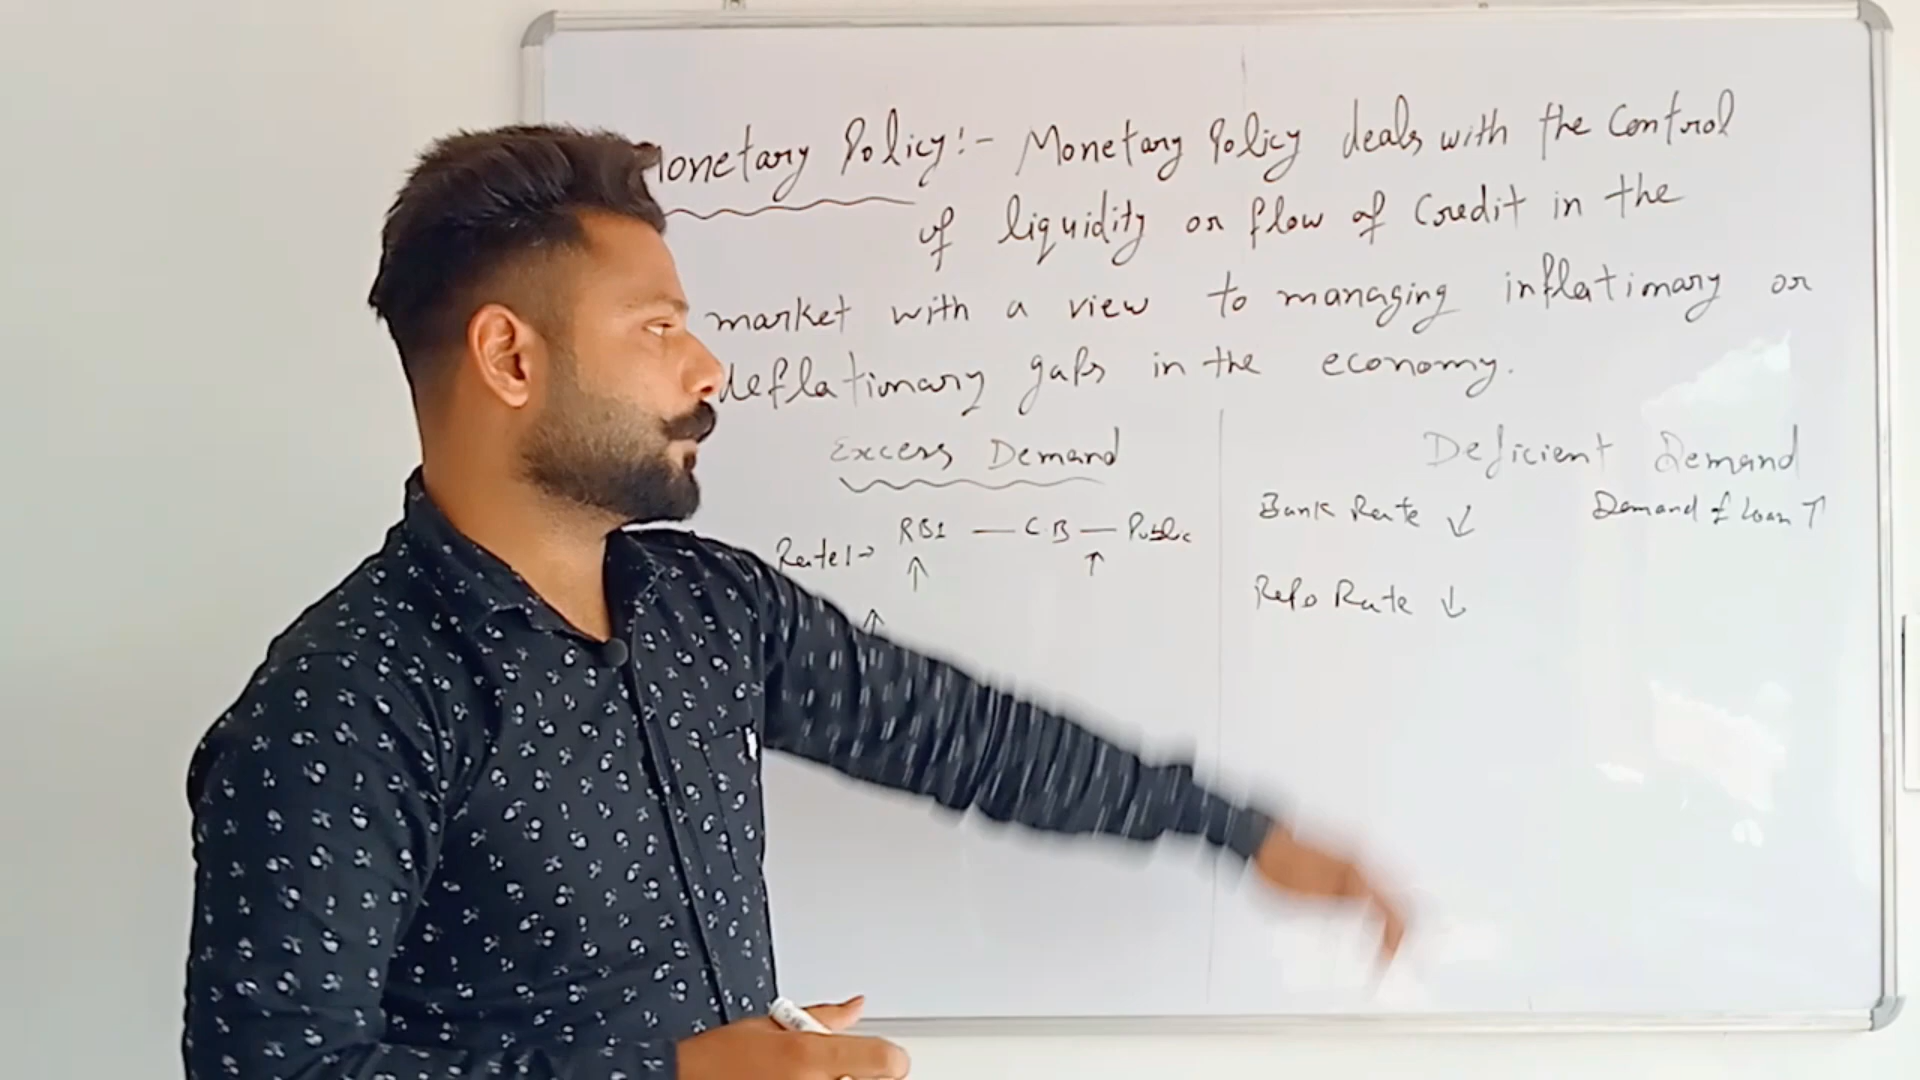 Monetary Policy:- Monetary Policy deals with the Control
of liquidity or flow of Credit in the
market with a view to managing inflationary or
deflationary gaps in the economy.
Excess Demand
Rate:→ RBI — C.B — Public
↑ ↑
↑
Deficient Demand
Bank Rate ↓ Demand of loan ↑
Repo Rate ↓